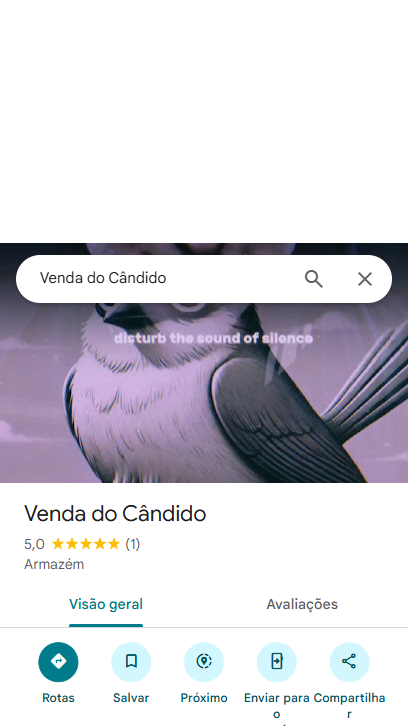 Venda do Cândido
disturb the sound of silence
Venda do Cândido
5,0 (1)
Armazém
Visão geral Avaliações
Rotas Salvar Próximo Enviar para Compartilha
o r